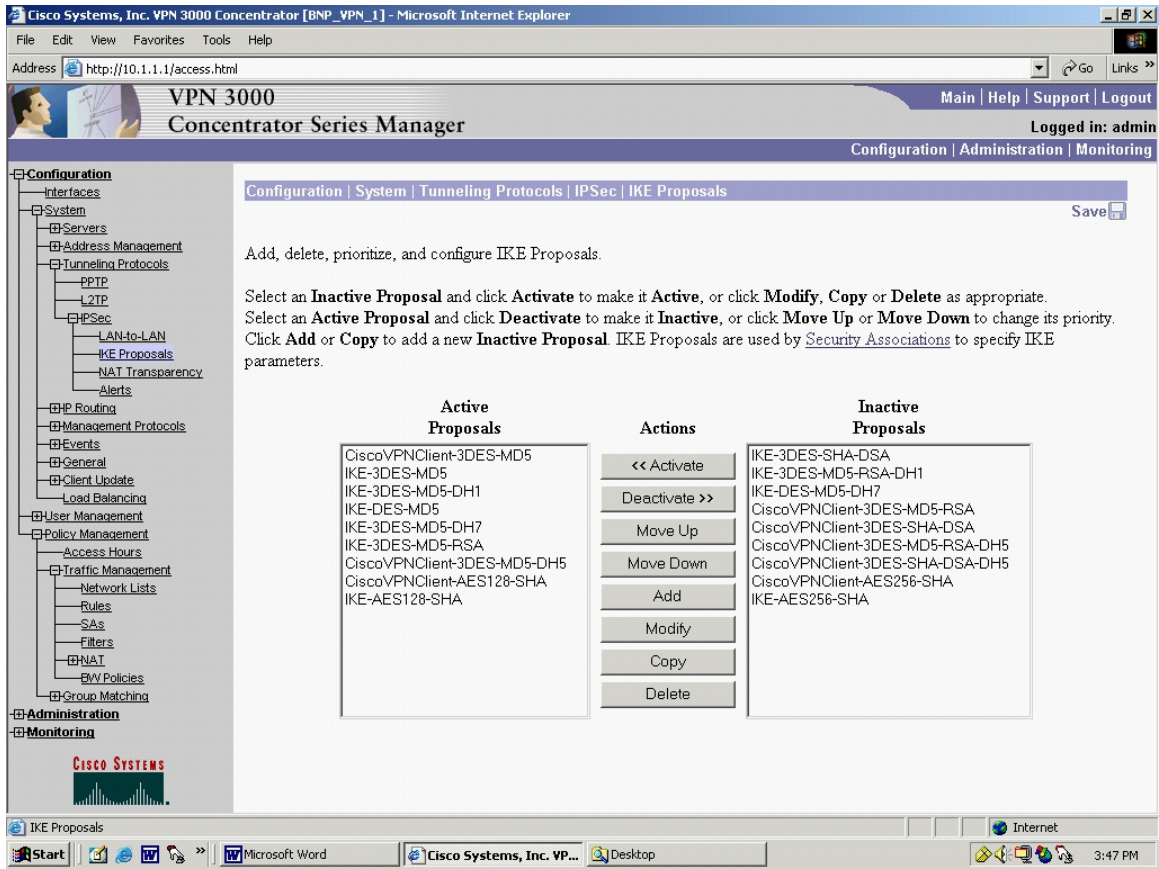 Cisco Systems, Inc. VPN 3000 Concentrator [BNP_VPN_1] - Microsoft Internet Explorer
File Edit View Favorites Tools Help
Address http://10.1.1.1/access.html Go Links »
VPN 3000
Concentrator Series Manager
Main | Help | Support | Logout
Logged in: admin
Configuration | Administration | Monitoring
Configuration
Interfaces
System
Servers
Address Management
Tunneling Protocols
PPTP
L2TP
IPSec
LAN-to-LAN
IKE Proposals
NAT Transparency
Alerts
IP Routing
Management Protocols
Events
General
Client Update
Load Balancing
User Management
Policy Management
Access Hours
Traffic Management
Network Lists
Rules
SAs
Filters
NAT
BW Policies
Group Matching
Administration
Monitoring
CISCO SYSTEMS
Configuration | System | Tunneling Protocols | IPSec | IKE Proposals
Save
Add, delete, prioritize, and configure IKE Proposals.
Select an Inactive Proposal and click Activate to make it Active, or click Modify, Copy or Delete as appropriate.
Select an Active Proposal and click Deactivate to make it Inactive, or click Move Up or Move Down to change its priority.
Click Add or Copy to add a new Inactive Proposal. IKE Proposals are used by Security Associations to specify IKE
parameters.
Active
Proposals
CiscoVPNClient-3DES-MD5
IKE-3DES-MD5
IKE-3DES-MD5-DH1
IKE-DES-MD5
IKE-3DES-MD5-DH7
IKE-3DES-MD5-RSA
CiscoVPNClient-3DES-MD5-DH5
CiscoVPNClient-AES128-SHA
IKE-AES128-SHA
Actions
<< Activate
Deactivate >>
Move Up
Move Down
Add
Modify
Copy
Delete
Inactive
Proposals
IKE-3DES-SHA-DSA
IKE-3DES-MD5-RSA-DH1
IKE-DES-MD5-DH7
CiscoVPNClient-3DES-MD5-RSA
CiscoVPNClient-3DES-SHA-DSA
CiscoVPNClient-3DES-MD5-RSA-DH5
CiscoVPNClient-3DES-SHA-DSA-DH5
CiscoVPNClient-AES256-SHA
IKE-AES256-SHA
IKE Proposals Internet
Start » Microsoft Word Cisco Systems, Inc. VP... Desktop 3:47 PM